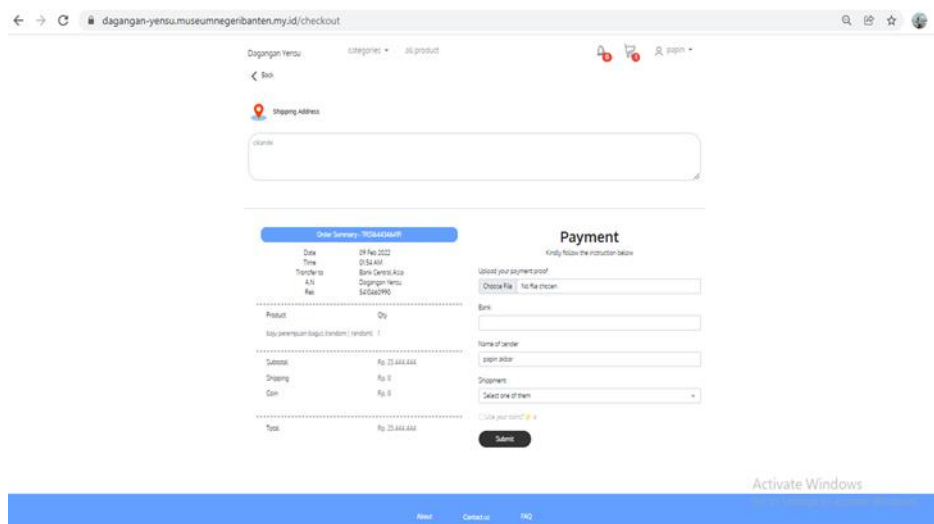 dagangan-yensu.museumnegeribanten.my.id/checkout
Dagangan Yensu categories all product papin
Back
Shipping Address
cikande
Order Summary -
Date 09 Feb 2022
Time 01:54 AM
Transfer to Bank Central Asia
A.N Dagangan Yensu
Rek 5410460990
Product Qty
baju perempuan bagus (random | random) 1
Subtotal Rp. 23.444.444
Shipping Rp. 0
Coin Rp. 0
Total Rp. 23.444.444
Payment
Kindly follow the instruction below
Upload your payment proof
Choose File No file chosen
Bank
Name of sender
papin akbar
Shippment
Select one of them
Use your coins?
Submit
Activate Windows
About Contact us FAQ